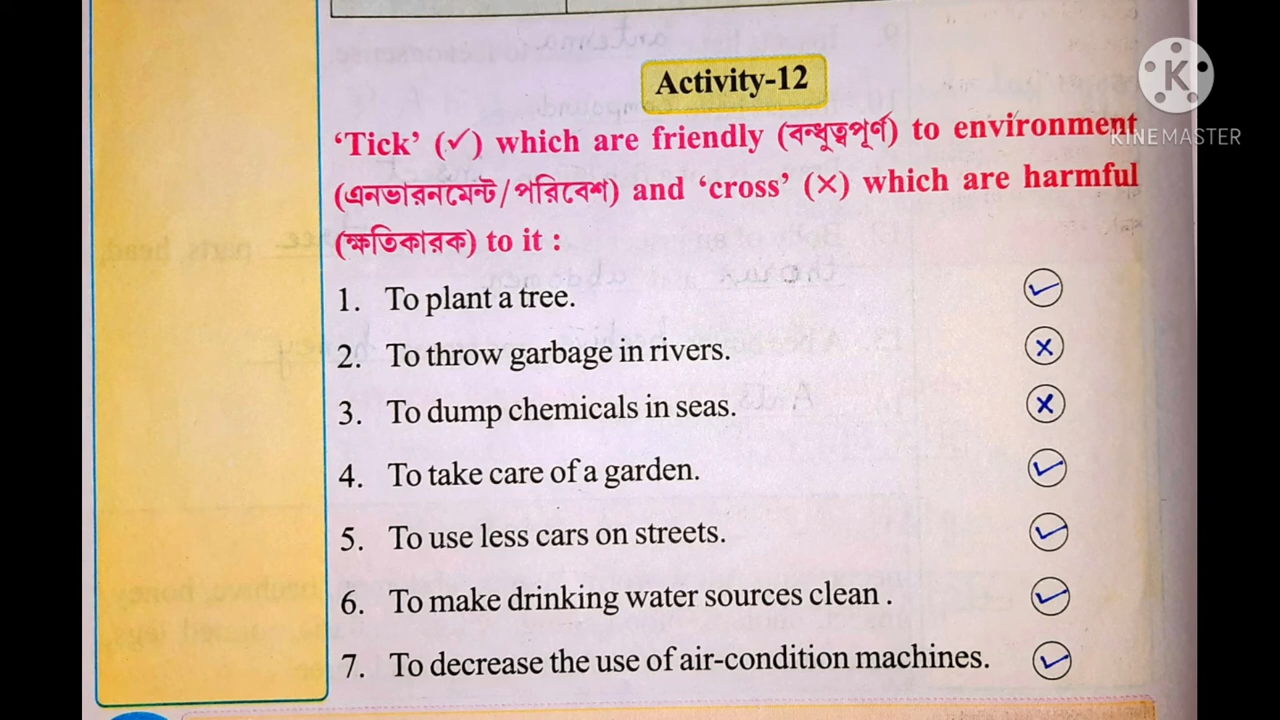 Activity-12
'Tick' (✓) which are friendly (বন্ধুত্বপূর্ণ) to environment
(এনভারনমেন্ট/পরিবেশ) and 'cross' (×) which are harmful
(ক্ষতিকারক) to it :
1. To plant a tree. ✓
2. To throw garbage in rivers. ×
3. To dump chemicals in seas. ×
4. To take care of a garden. ✓
5. To use less cars on streets. ✓
6. To make drinking water sources clean . ✓
7. To decrease the use of air-condition machines. ✓
K
KINEMASTER